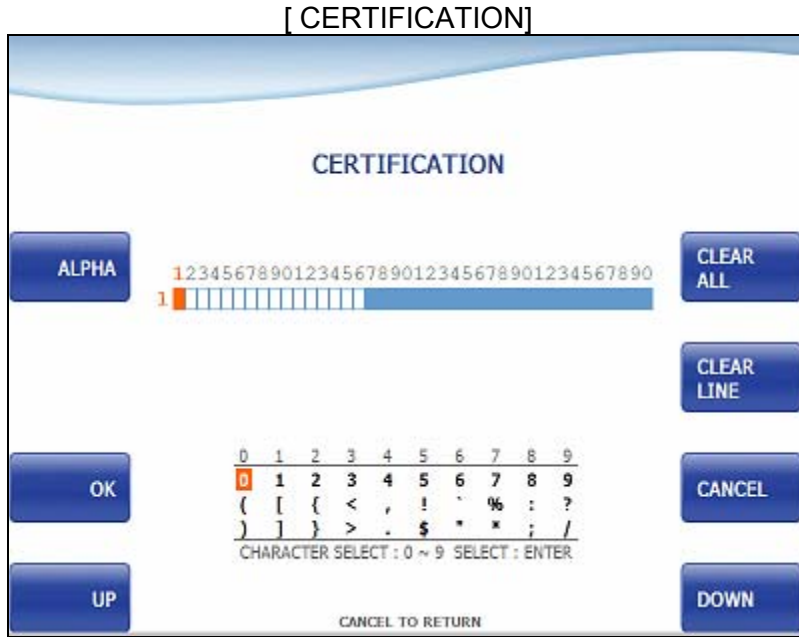 [ CERTIFICATION]
CERTIFICATION
ALPHA
CLEAR
ALL
1234567890123456789012345678901234567890
1
CLEAR
LINE
0 1 2 3 4 5 6 7 8 9
0 1 2 3 4 5 6 7 8 9
( [ { < , ! ` % : ?
) ] } > . $ " * ; /
CHARACTER SELECT : 0 ~ 9 SELECT : ENTER
OK
CANCEL
UP
DOWN
CANCEL TO RETURN